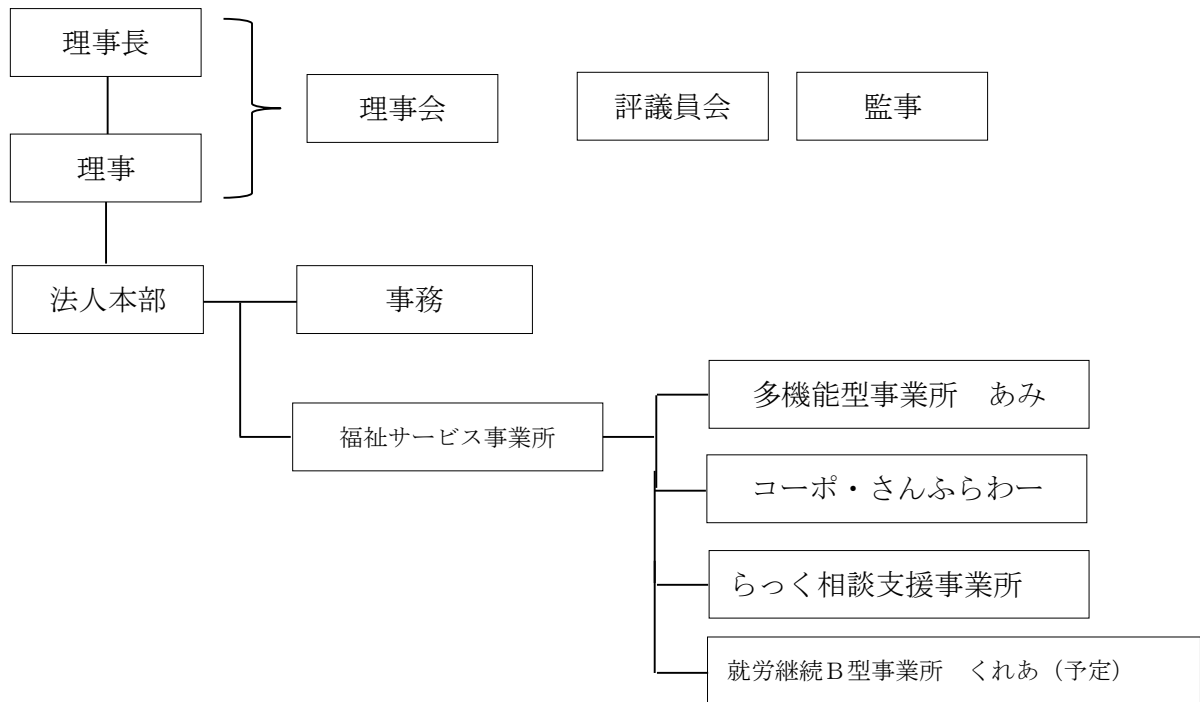 理事長
理事会
評議員会
監事
理事
法人本部
事務
福祉サービス事業所
多機能型事業所　あみ
コーポ・さんふらわー
らっく相談支援事業所
就労継続Ｂ型事業所　くれあ（予定）